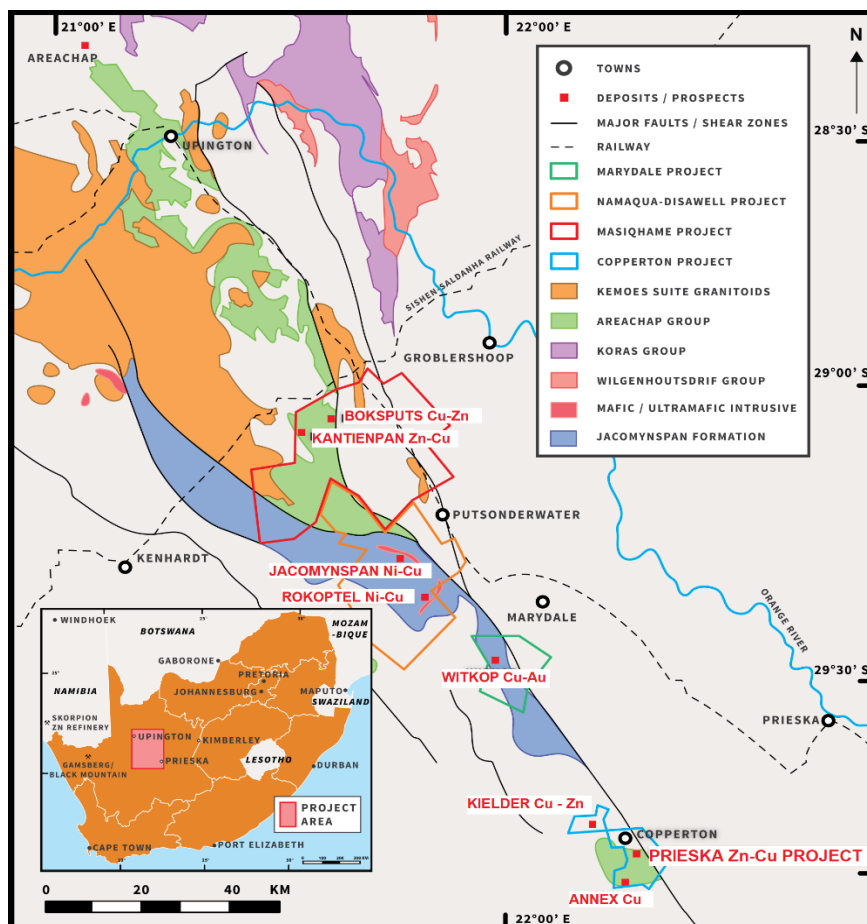 21°00' E
22°00' E
N
AREACHAP
UPINGTON
TOWNS
DEPOSITS / PROSPECTS
MAJOR FAULTS / SHEAR ZONES
RAILWAY
MARYDALE PROJECT
NAMAQUA-DISAWELL PROJECT
MASIQHAME PROJECT
COPPERTON PROJECT
KEMOES SUITE GRANITOIDS
AREACHAP GROUP
KORAS GROUP
WILGENHOUTSDRIF GROUP
MAFIC / ULTRAMAFIC INTRUSIVE
JACOMYNSPAN FORMATION
28°30' S
SISHEN-SALDANHA RAILWAY
GROBLERSHOOP
29°00' S
BOKSPUTS Cu-Zn
KANTIENPAN Zn-Cu
PUTSONDERWATER
KENHARDT
JACOMYNSPAN Ni-Cu
ROKOPTEL Ni-Cu
MARYDALE
ORANGE RIVER
WITKOP Cu-Au
29°30' S
PRIESKA
KIELDER Cu - Zn
COPPERTON
PRIESKA Zn-Cu PROJECT
ANNEX Cu
22°00' E
WINDHOEK
BOTSWANA
MOZAM
-BIQUE
GABORONE
PRETORIA
JOHANNESBURG
MAPUTO
SWAZILAND
NAMIBIA
SKORPION
ZN REFINERY
UPINGTON
KIMBERLEY
PRIESKA
LESOTHO
GAMSBERG/
BLACK MOUNTAIN
DURBAN
PROJECT
AREA
CAPE TOWN
PORT ELIZABETH
0 20 40 KM